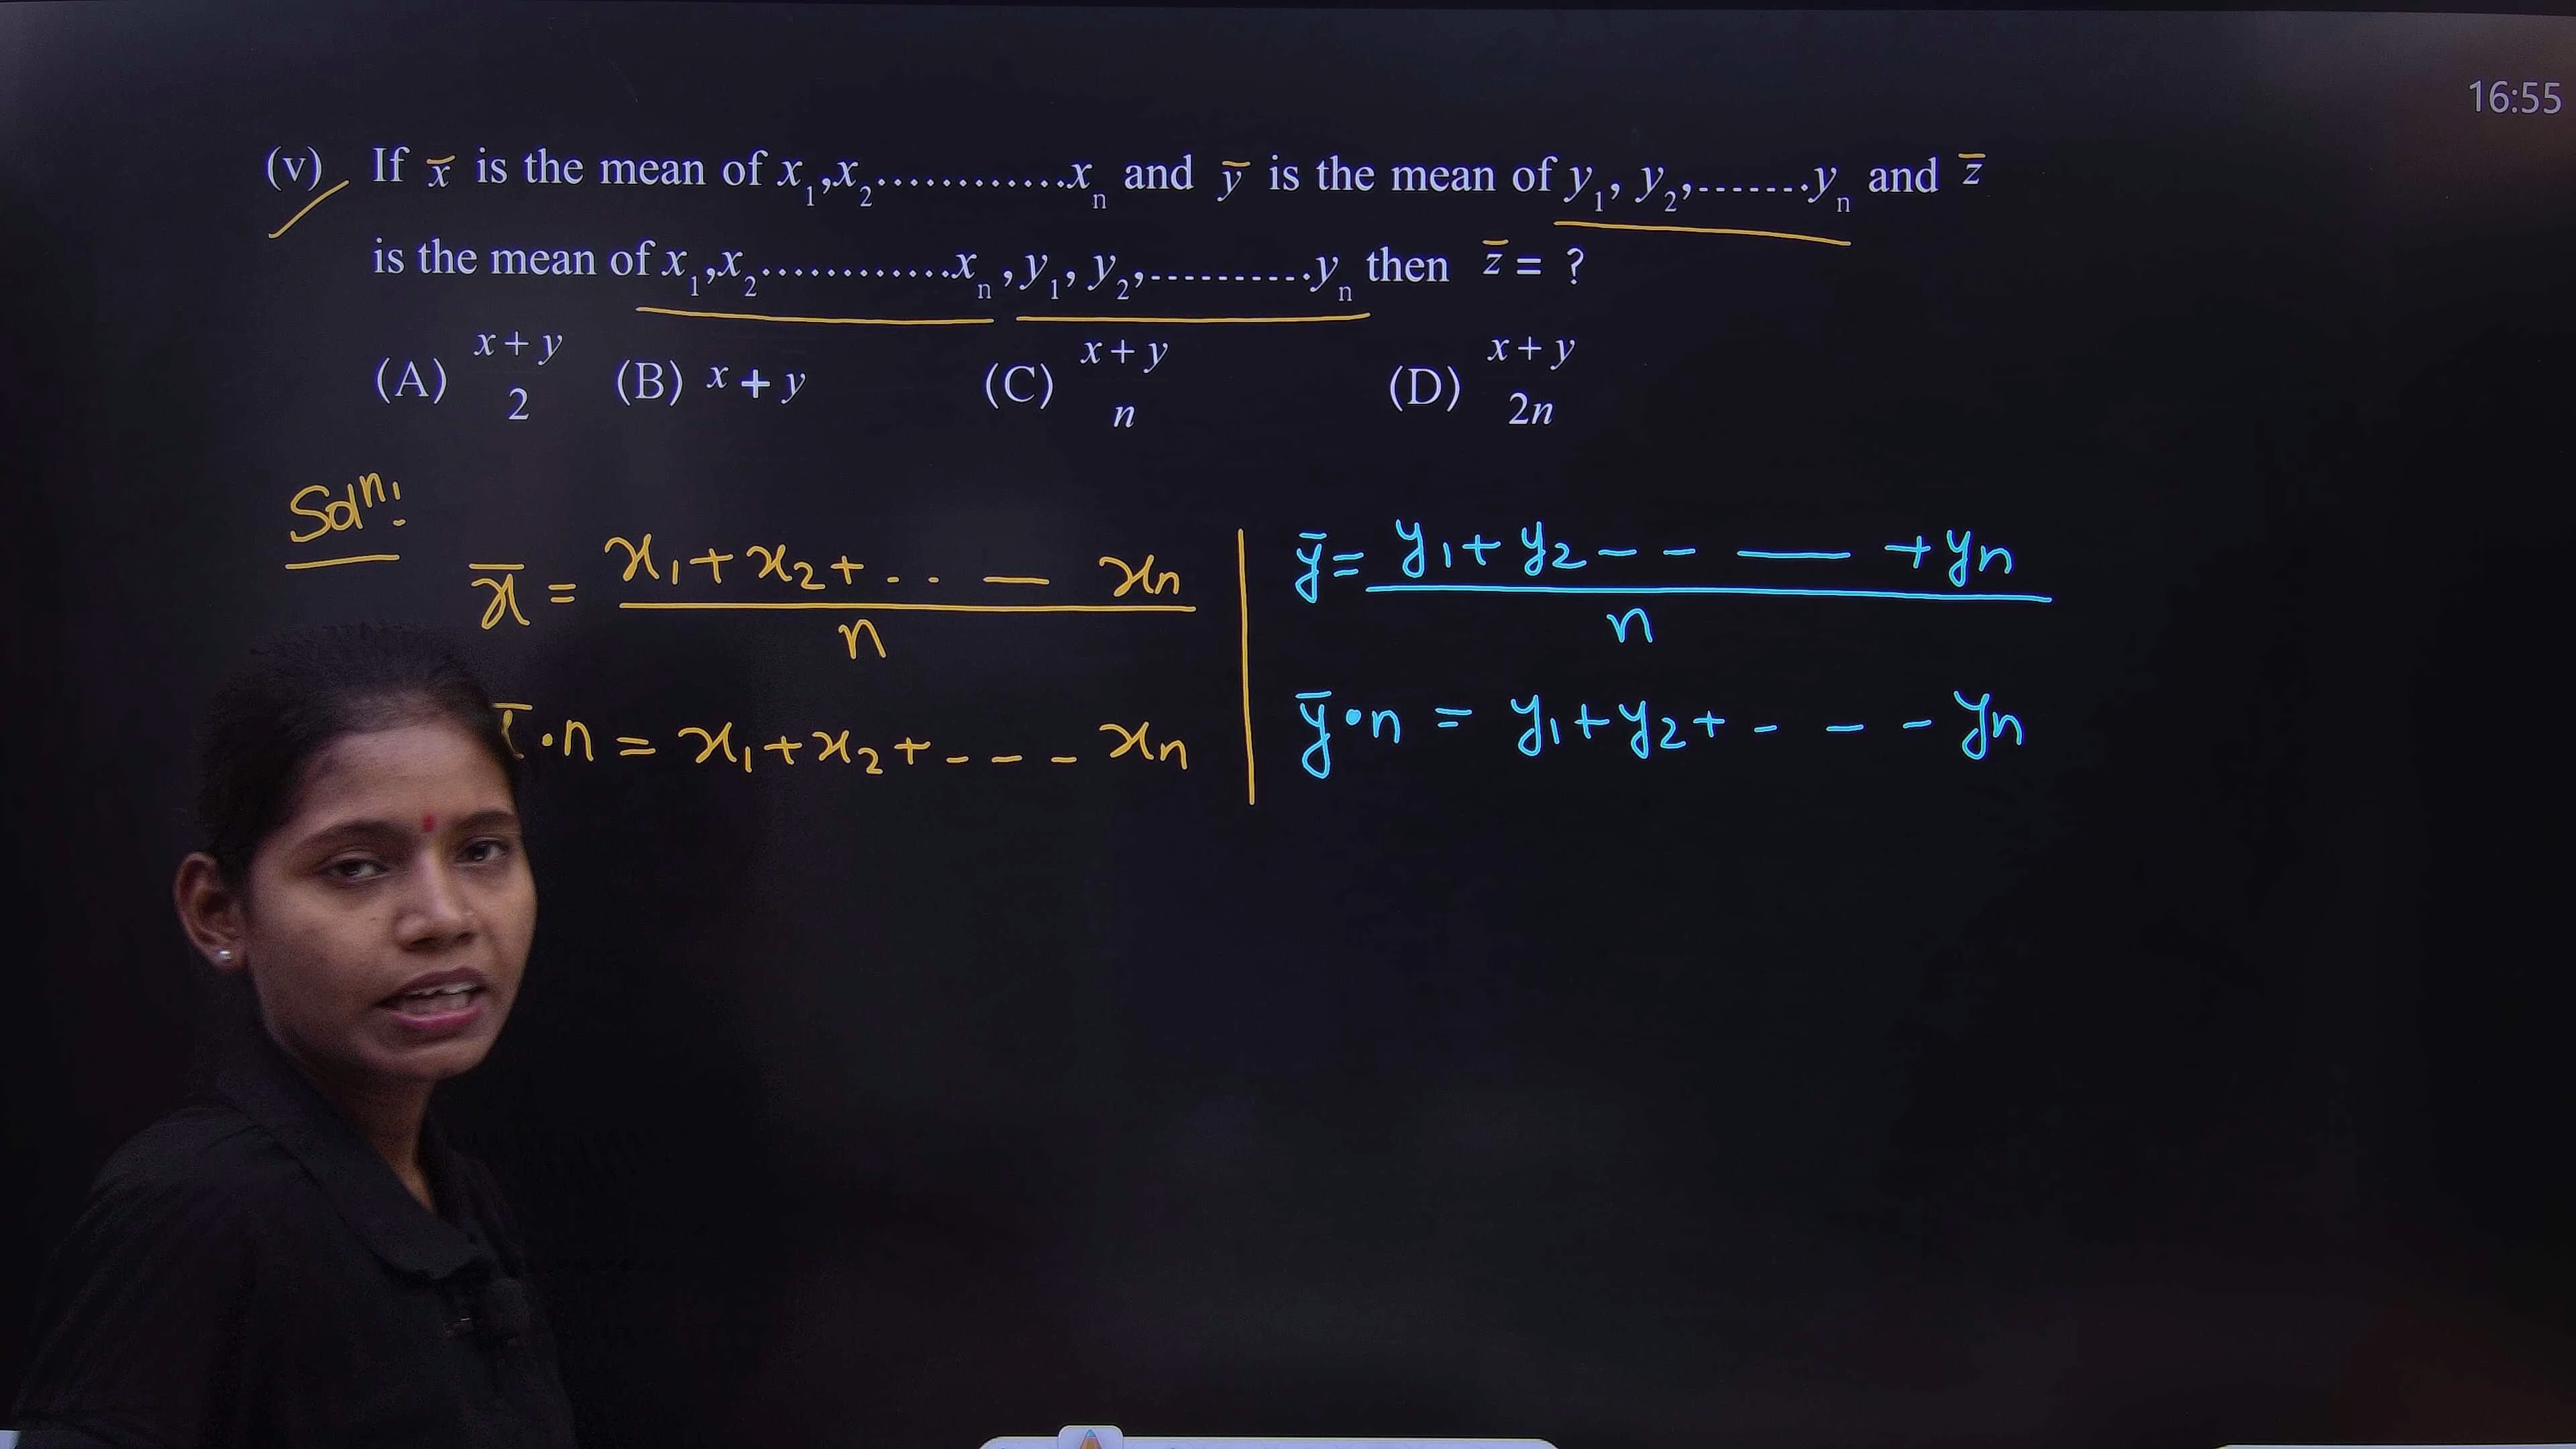 16:55
(v) If x̄ is the mean of x₁,x₂.............xₙ and ȳ is the mean of y₁, y₂,-------.yₙ and z̄
is the mean of x₁,x₂.............xₙ ,y₁, y₂,----------.yₙ then z̄ = ?
(A) x + y / 2 (B) x + y (C) x + y / n (D) x + y / 2n
Solⁿ:
x̄ = x₁ + x₂ + . . — xₙ / n
ȳ = y₁ + y₂ - - — + yₙ / n
x̄ · n = x₁ + x₂ + - - - xₙ
ȳ · n = y₁ + y₂ + - - - yₙ